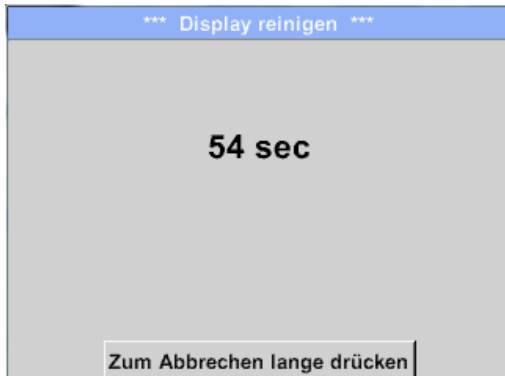 *** Display reinigen ***
54 sec
Zum Abbrechen lange drücken